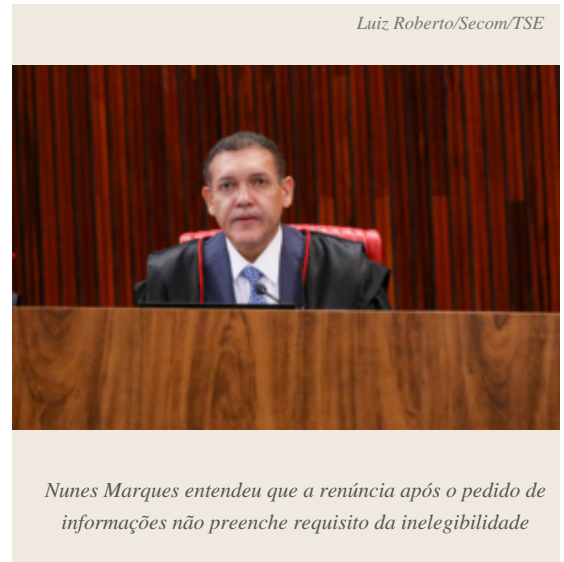 Luiz Roberto/Secom/TSE
Nunes Marques entendeu que a renúncia após o pedido de
informações não preenche requisito da inelegibilidade